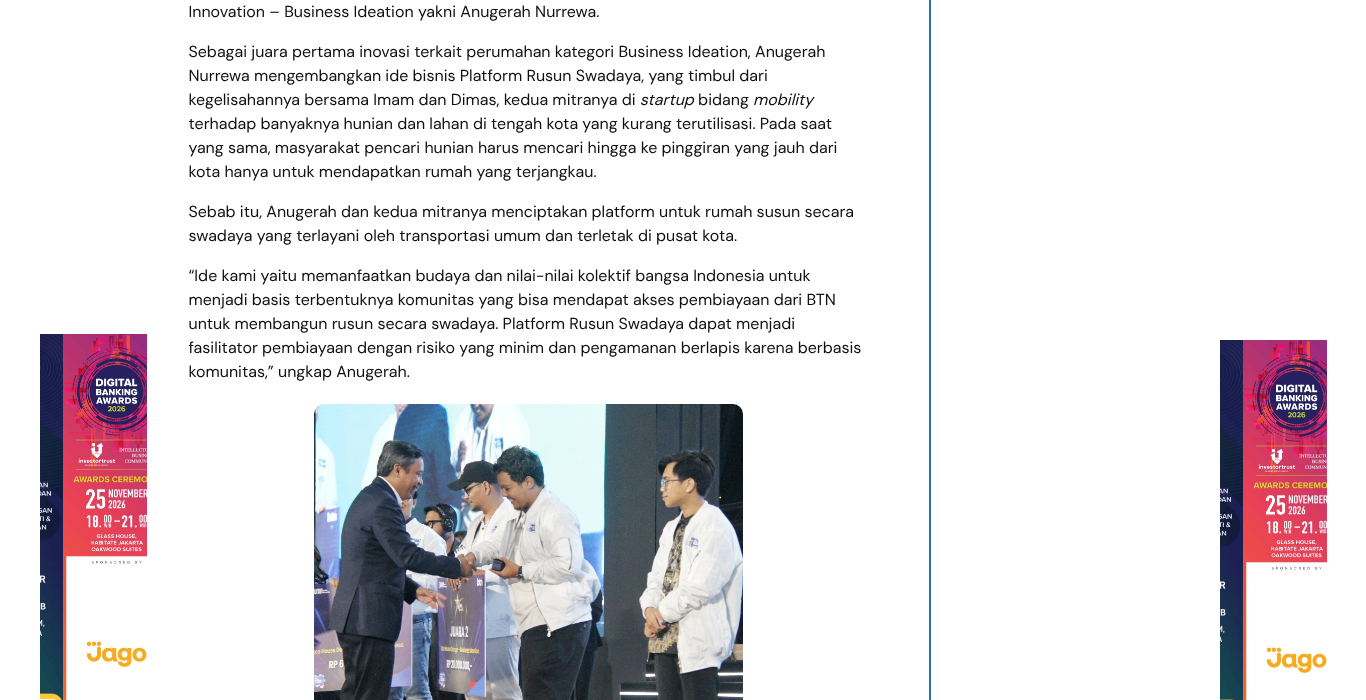 Innovation – Business Ideation yakni Anugerah Nurrewa.
Sebagai juara pertama inovasi terkait perumahan kategori Business Ideation, Anugerah
Nurrewa mengembangkan ide bisnis Platform Rusun Swadaya, yang timbul dari
kegelisahannya bersama Imam dan Dimas, kedua mitranya di startup bidang mobility
terhadap banyaknya hunian dan lahan di tengah kota yang kurang terutilisasi. Pada saat
yang sama, masyarakat pencari hunian harus mencari hingga ke pinggiran yang jauh dari
kota hanya untuk mendapatkan rumah yang terjangkau.
Sebab itu, Anugerah dan kedua mitranya menciptakan platform untuk rumah susun secara
swadaya yang terlayani oleh transportasi umum dan terletak di pusat kota.
“Ide kami yaitu memanfaatkan budaya dan nilai-nilai kolektif bangsa Indonesia untuk
menjadi basis terbentuknya komunitas yang bisa mendapat akses pembiayaan dari BTN
untuk membangun rusun secara swadaya. Platform Rusun Swadaya dapat menjadi
fasilitator pembiayaan dengan risiko yang minim dan pengamanan berlapis karena berbasis
komunitas,” ungkap Anugerah.
JUARA 2
DIGITAL
BANKING
AWARDS
2026
investortrust
AWARDS CEREMO
25 NOVEMBER
2026
18.00 – 21.00
GLASS HOUSE,
HABITATE JAKARTA
OAKWOOD SUITES
SPONSORED BY
Jago
DIGITAL
BANKING
AWARDS
2026
investortrust
AWARDS CEREMO
25 NOVEMBER
2026
18.00 – 21.00
GLASS HOUSE,
HABITATE JAKARTA
OAKWOOD SUITES
SPONSORED BY
Jago